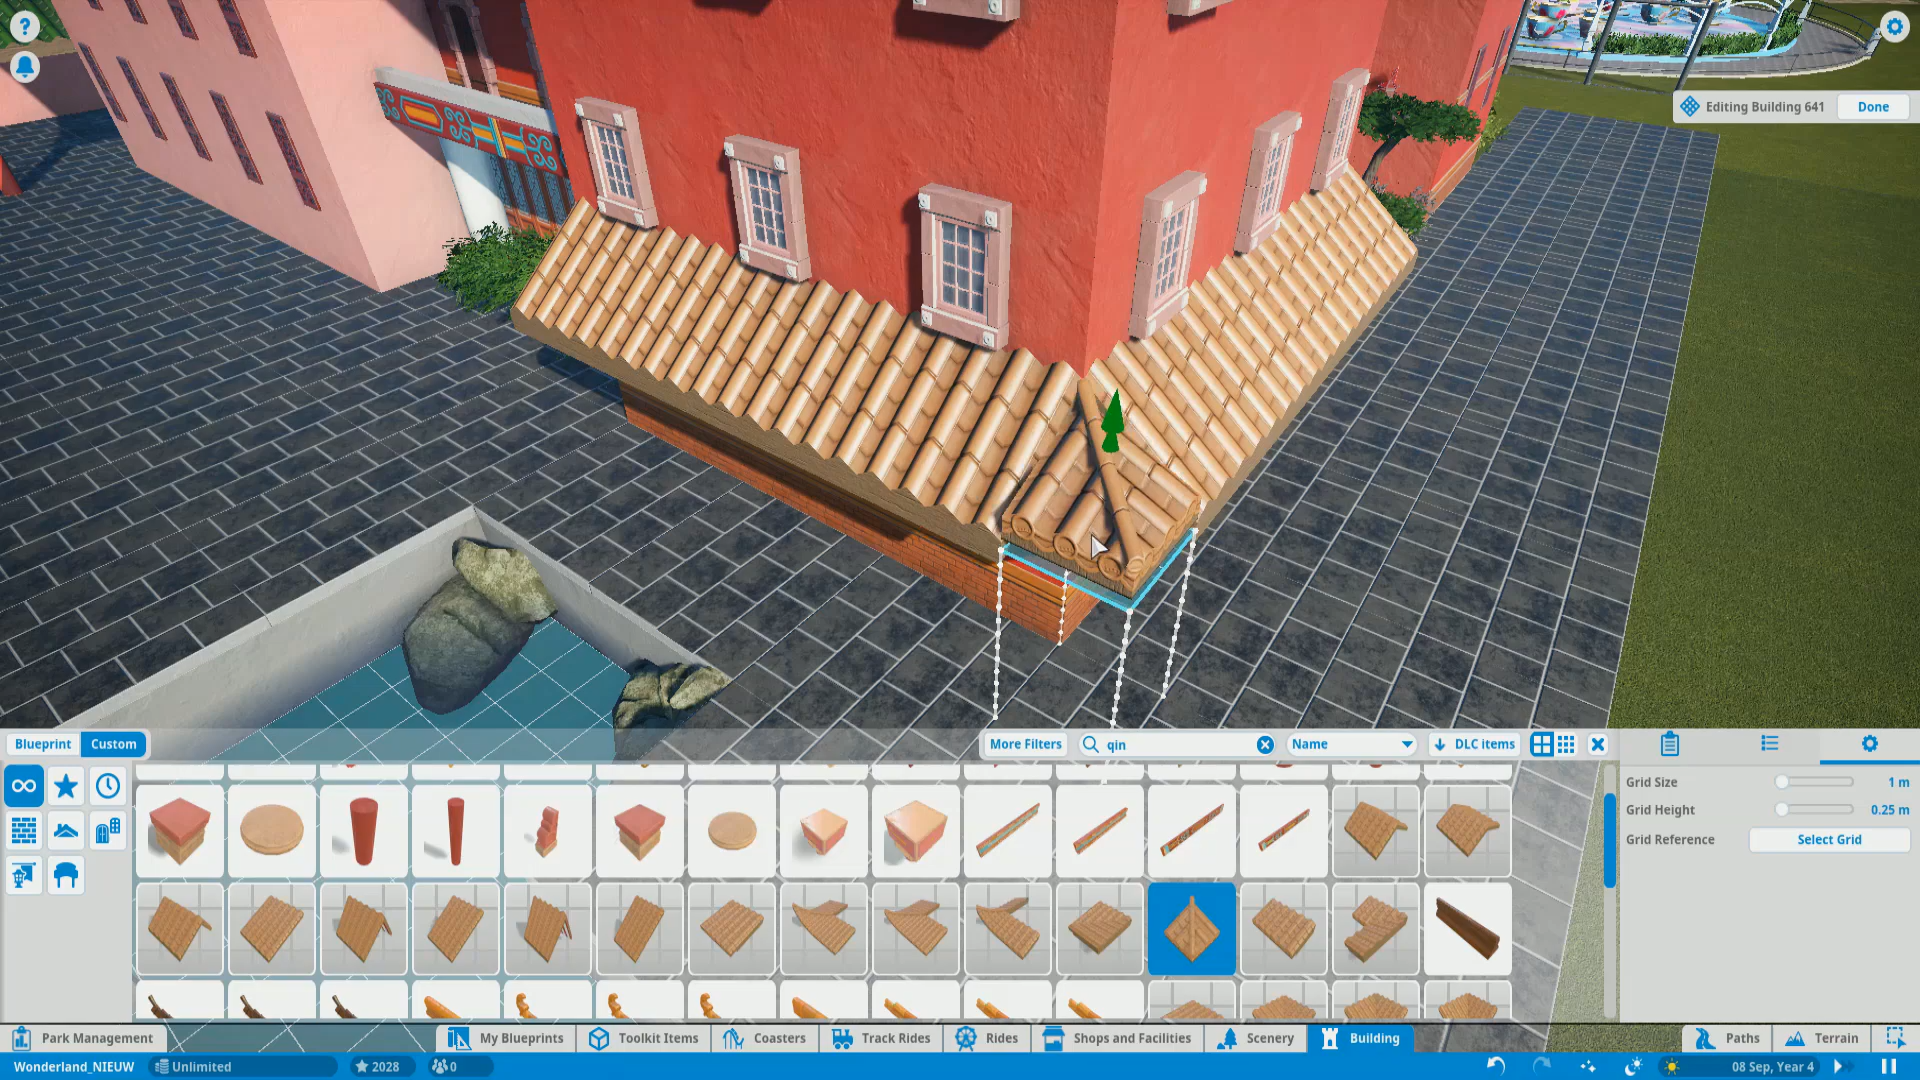 ?
Editing Building 641 Done
Blueprint Custom
More Filters qin Name DLC items
Grid Size 1 m
Grid Height 0.25 m
Grid Reference Select Grid
Park Management My Blueprints Toolkit Items Coasters Track Rides Rides Shops and Facilities Scenery Building Paths Terrain
Wonderland_NIEUW Unlimited 2028 0 08 Sep, Year 4